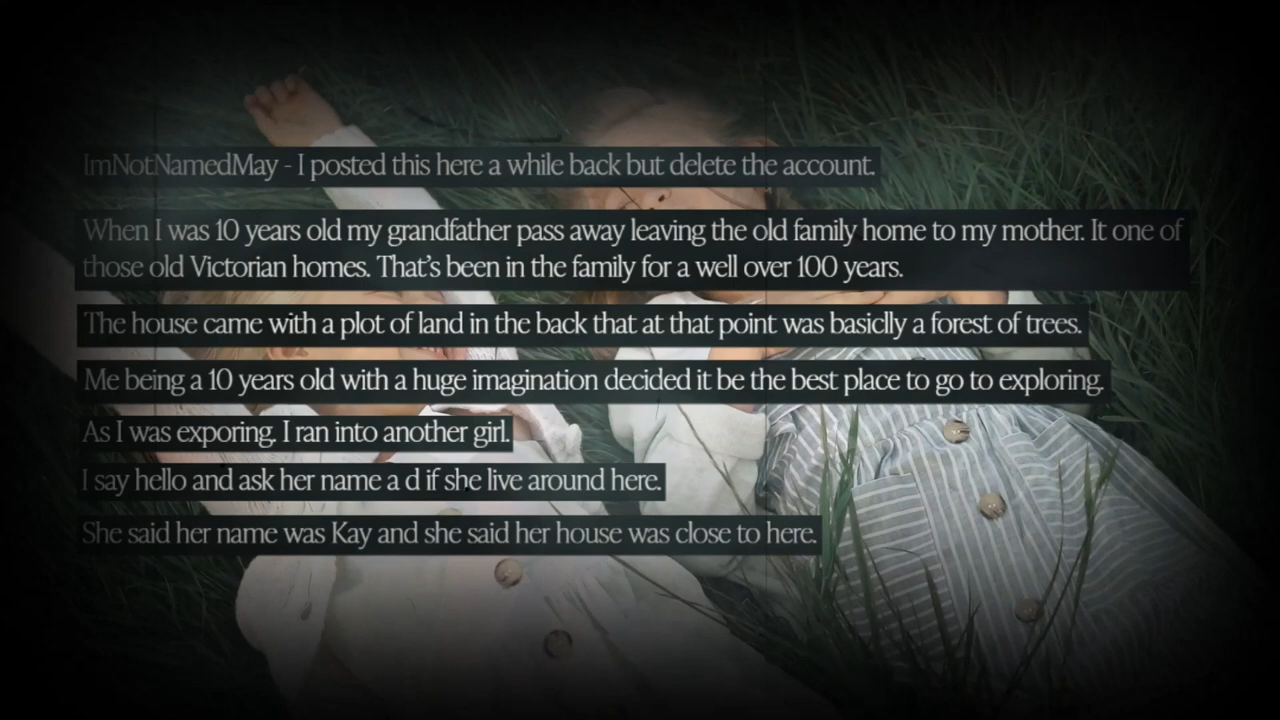 ImNotNamedMay - I posted this here a while back but delete the account.
When I was 10 years old my grandfather pass away leaving the old family home to my mother. It one of
those old Victorian homes. That's been in the family for a well over 100 years.
The house came with a plot of land in the back that at that point was basiclly a forest of trees.
Me being a 10 years old with a huge imagination decided it be the best place to go to exploring.
As I was exporing. I ran into another girl.
I say hello and ask her name a d if she live around here.
She said her name was Kay and she said her house was close to here.